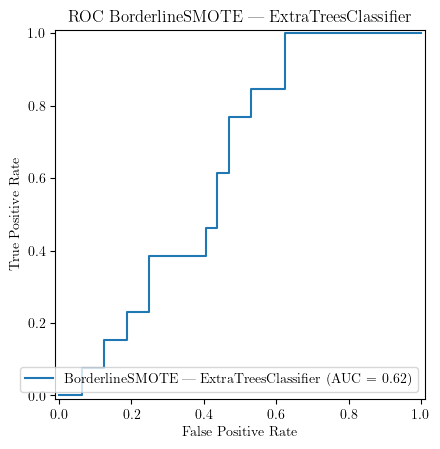 ROC BorderlineSMOTE — ExtraTreesClassifier
True Positive Rate
1.0
0.8
0.6
0.4
0.2
0.0
BorderlineSMOTE — ExtraTreesClassifier (AUC = 0.62)
0.0 0.2 0.4 0.6 0.8 1.0
False Positive Rate